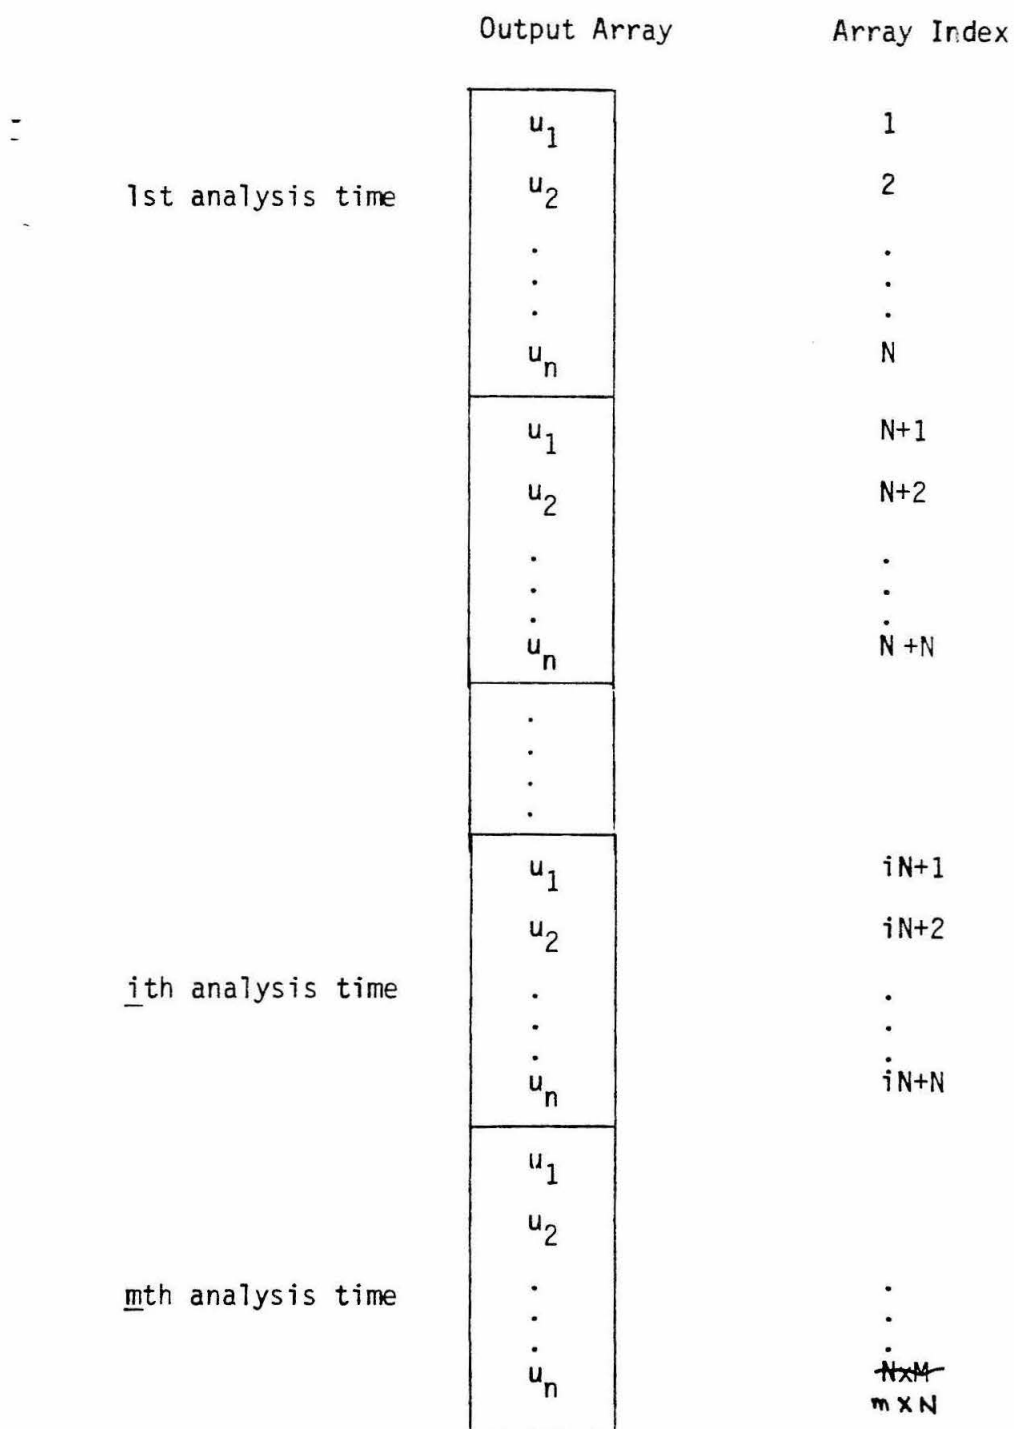 Output Array Array Index
u1 1
1st analysis time u2 2
. .
. .
. .
un N
u1 N+1
u2 N+2
. .
. .
. .
un N+N
.
.
.
.
u1 iN+1
u2 iN+2
ith analysis time . .
. .
. .
un iN+N
u1
u2
mth analysis time . .
. .
. .
un NxM
mxN